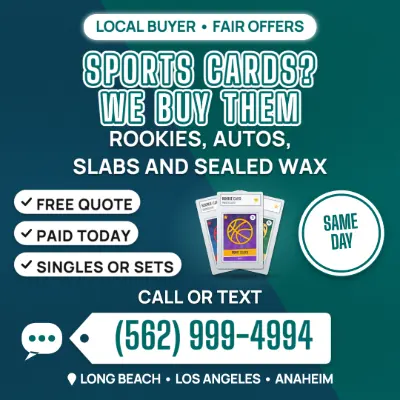 LOCAL BUYER • FAIR OFFERS
SPORTS CARDS?
WE BUY THEM
ROOKIES, AUTOS,
SLABS AND SEALED WAX
FREE QUOTE
PAID TODAY
SINGLES OR SETS
SAME
DAY
CALL OR TEXT
(562) 999-4994
LONG BEACH • LOS ANGELES • ANAHEIM